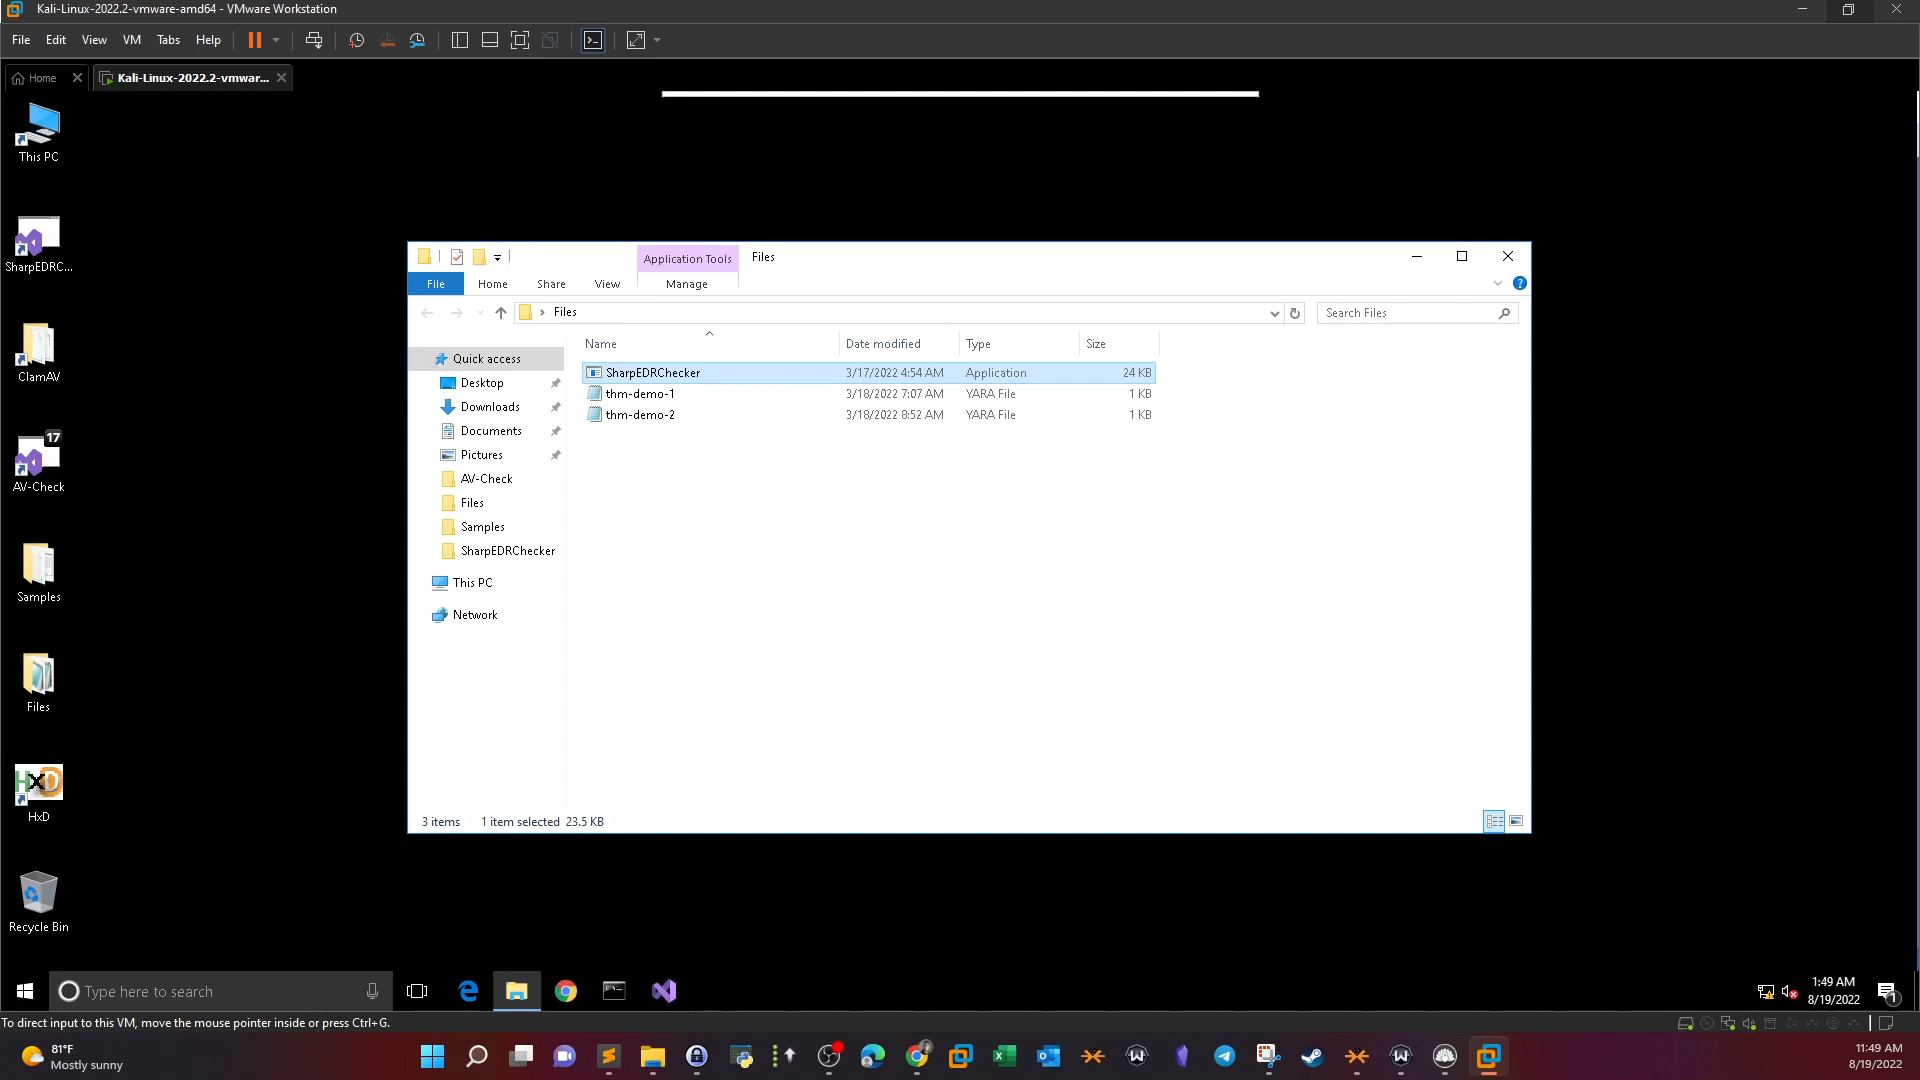 Kali-Linux-2022.2-vmware-amd64 - VMware Workstation
File Edit View VM Tabs Help
Home Kali-Linux-2022.2-vmwar...
This PC
SharpEDRC...
ClamAV
17
AV-Check
Samples
Files
HxD
Recycle Bin
Application Tools Files
File Home Share View Manage
Files
Search Files
Name Date modified Type Size
Quick access
Desktop
Downloads
Documents
Pictures
AV-Check
Files
Samples
SharpEDRChecker
This PC
Network
SharpEDRChecker 3/17/2022 4:54 AM Application 24 KB
thm-demo-1 3/18/2022 7:07 AM YARA File 1 KB
thm-demo-2 3/18/2022 8:52 AM YARA File 1 KB
3 items 1 item selected 23.5 KB
Type here to search
1:49 AM
8/19/2022
1
To direct input to this VM, move the mouse pointer inside or press Ctrl+G.
81°F
Mostly sunny
11:49 AM
8/19/2022